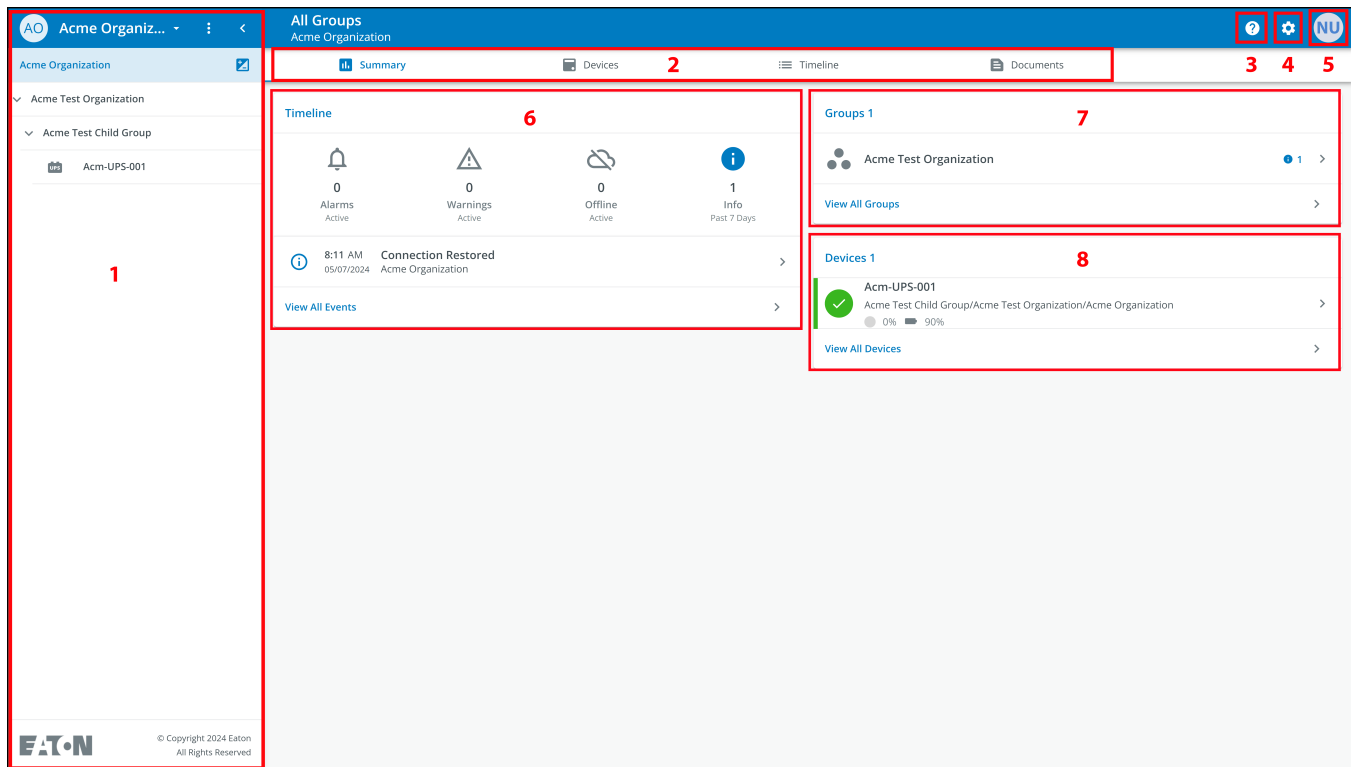 AO Acme Organiz...
All Groups
Acme Organization
NU
Acme Organization
Summary
Devices
2
Timeline
Documents
3
4
5
Acme Test Organization
Acme Test Child Group
UPS Acm-UPS-001
1
Timeline
6
0
Alarms
Active
0
Warnings
Active
0
Offline
Active
1
Info
Past 7 Days
8:11 AM Connection Restored
05/07/2024 Acme Organization
View All Events
Groups 1
7
Acme Test Organization
1
View All Groups
Devices 1
8
Acm-UPS-001
Acme Test Child Group/Acme Test Organization/Acme Organization
0% 90%
View All Devices
EATON
© Copyright 2024 Eaton
All Rights Reserved